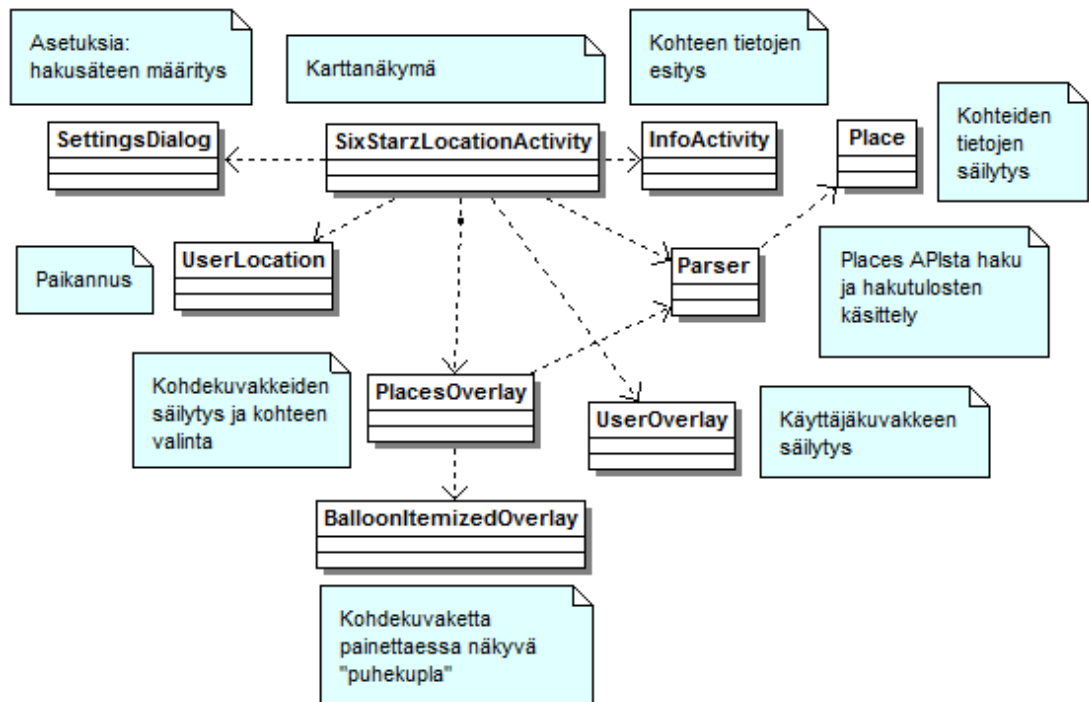 Asetuksia:
hakusäteen määritys
Karttanäkymä
Kohteen tietojen
esitys
SettingsDialog
SixStarzLocationActivity
InfoActivity
Place
Kohteiden
tietojen
säilytys
Paikannus
UserLocation
Parser
Places APIsta haku
ja hakutulosten
käsittely
Kohdekuvakkeiden
säilytys ja kohteen
valinta
PlacesOverlay
UserOverlay
Käyttäjäkuvakkeen
säilytys
BalloonItemizedOverlay
Kohdekuvaketta
painettaessa näkyvä
"puhekupla"